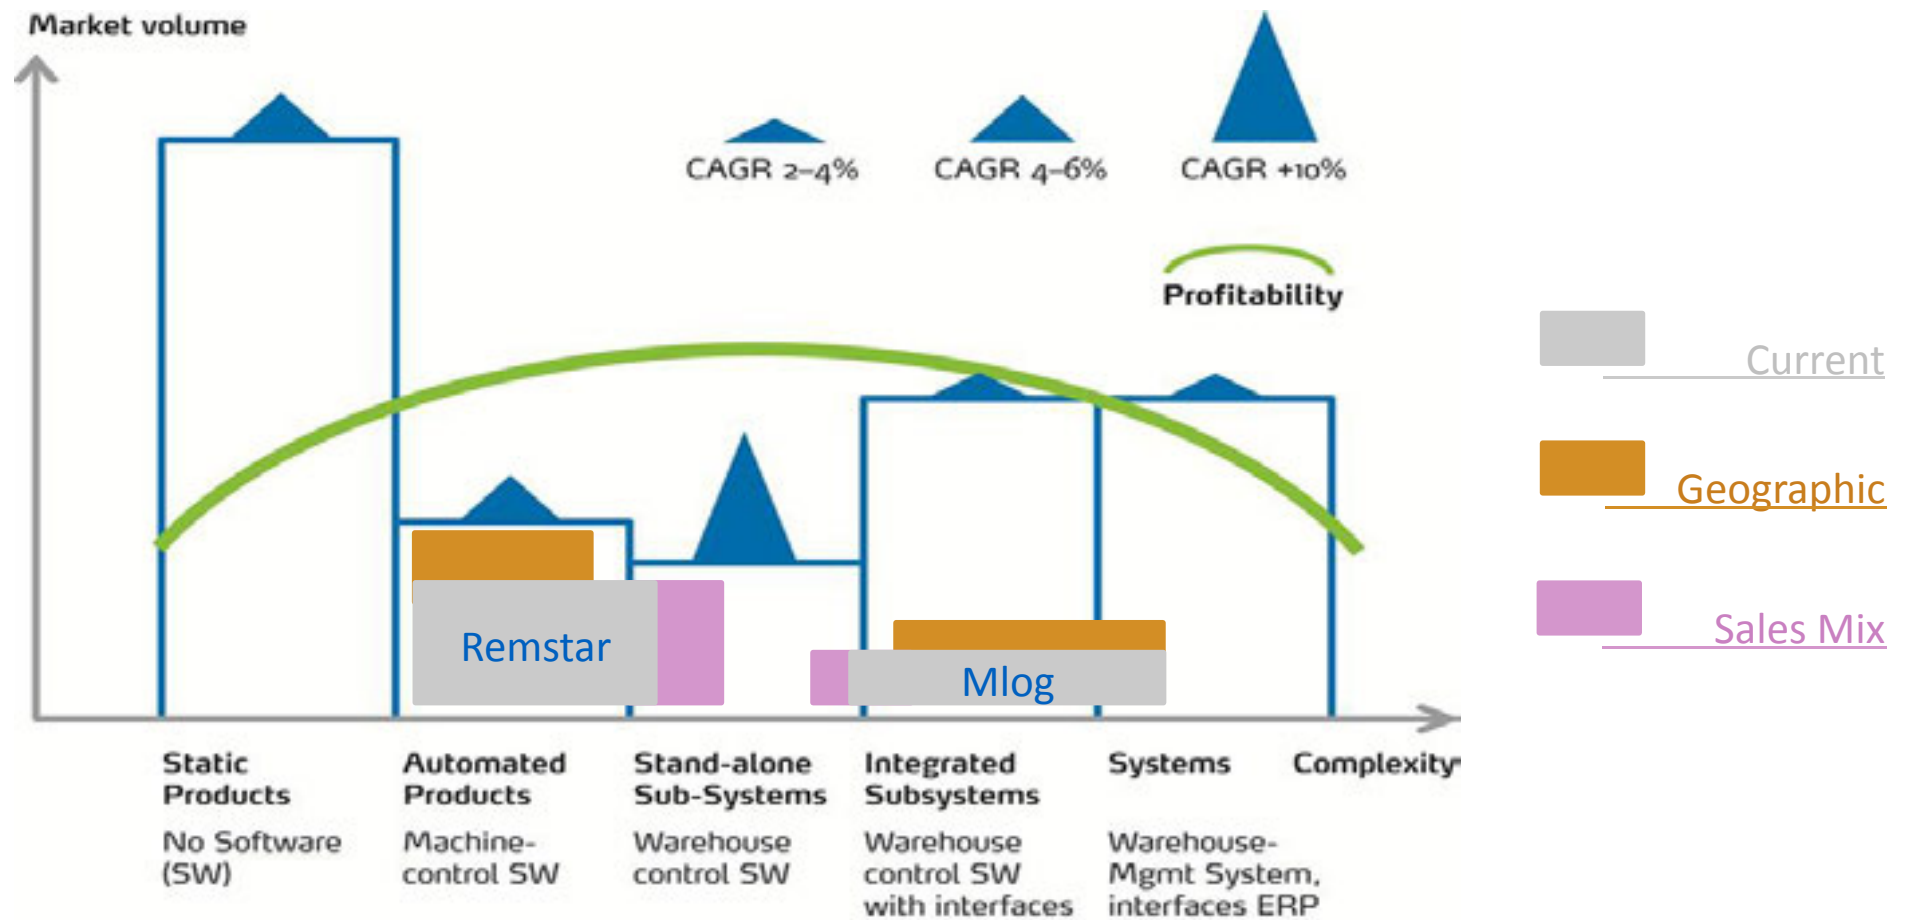 Market volume
CAGR 2–4%
CAGR 4–6%
CAGR +10%
Profitability
Current
Geographic
Sales Mix
Remstar
Mlog
Static
Products
No Software
(SW)
Automated
Products
Machine-
control SW
Stand-alone
Sub-Systems
Warehouse
control SW
Integrated
Subsystems
Warehouse
control SW
with interfaces
Systems
Warehouse-
Mgmt System,
interfaces ERP
Complexity